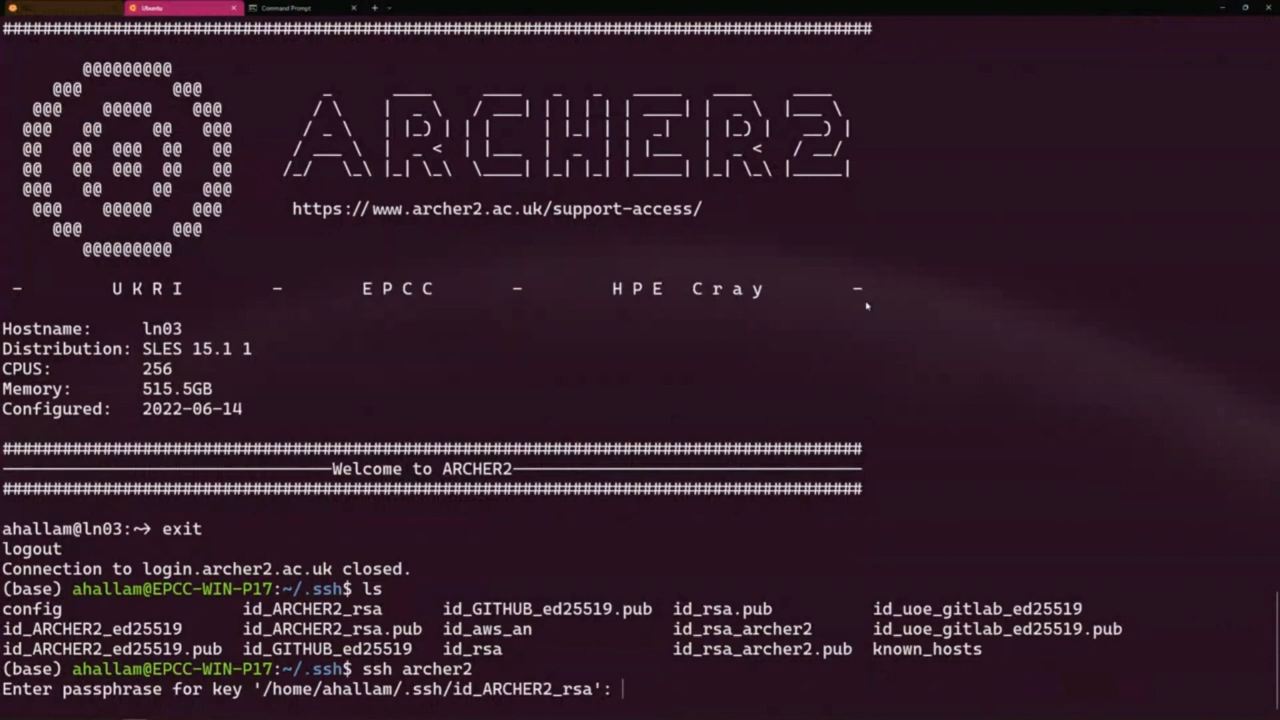 Ubuntu
Command Prompt
##########################################################################################
@@@@@@@@@
@@@            @@@
@@@    @@@@@    @@@
@@@   @@     @@   @@@
@@   @@  @@@  @@   @@
@@   @@  @@@  @@   @@
@@@   @@     @@   @@@
@@@    @@@@@    @@@
@@@            @@@
@@@@@@@@@
ARCHER2
https://www.archer2.ac.uk/support-access/
- U K R I - E P C C - H P E C r a y -
Hostname: ln03
Distribution: SLES 15.1 1
CPUS: 256
Memory: 515.5GB
Configured: 2022-06-14
######################################################################################
---------------------------------Welcome to ARCHER2-----------------------------------
######################################################################################
ahallam@ln03:~> exit
logout
Connection to login.archer2.ac.uk closed.
(base) ahallam@EPCC-WIN-P17:~/.ssh$ ls
config id_ARCHER2_rsa id_GITHUB_ed25519.pub id_rsa.pub id_uoe_gitlab_ed25519
id_ARCHER2_ed25519 id_ARCHER2_rsa.pub id_aws_an id_rsa_archer2 id_uoe_gitlab_ed25519.pub
id_ARCHER2_ed25519.pub id_GITHUB_ed25519 id_rsa id_rsa_archer2.pub known_hosts
(base) ahallam@EPCC-WIN-P17:~/.ssh$ ssh archer2
Enter passphrase for key '/home/ahallam/.ssh/id_ARCHER2_rsa':